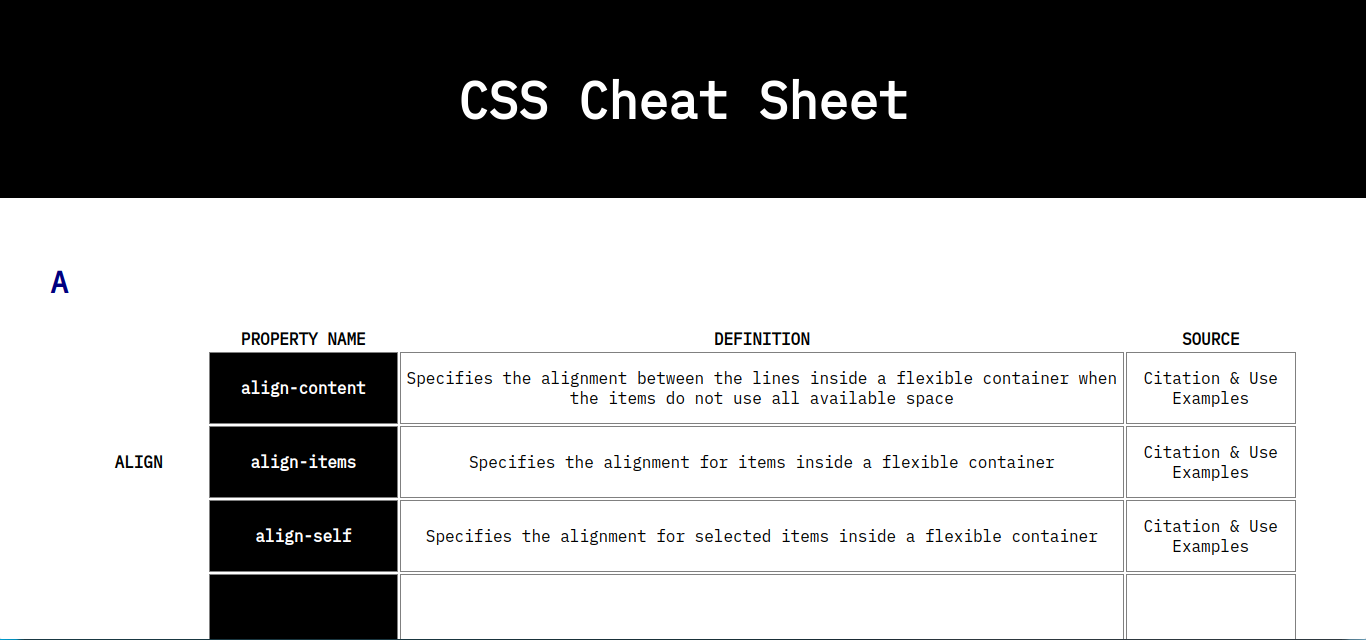 CSS Cheat Sheet
A
PROPERTY NAME DEFINITION SOURCE
align-content
Specifies the alignment between the lines inside a flexible container when
the items do not use all available space
Citation & Use
Examples
ALIGN
align-items
Specifies the alignment for items inside a flexible container
Citation & Use
Examples
align-self
Specifies the alignment for selected items inside a flexible container
Citation & Use
Examples